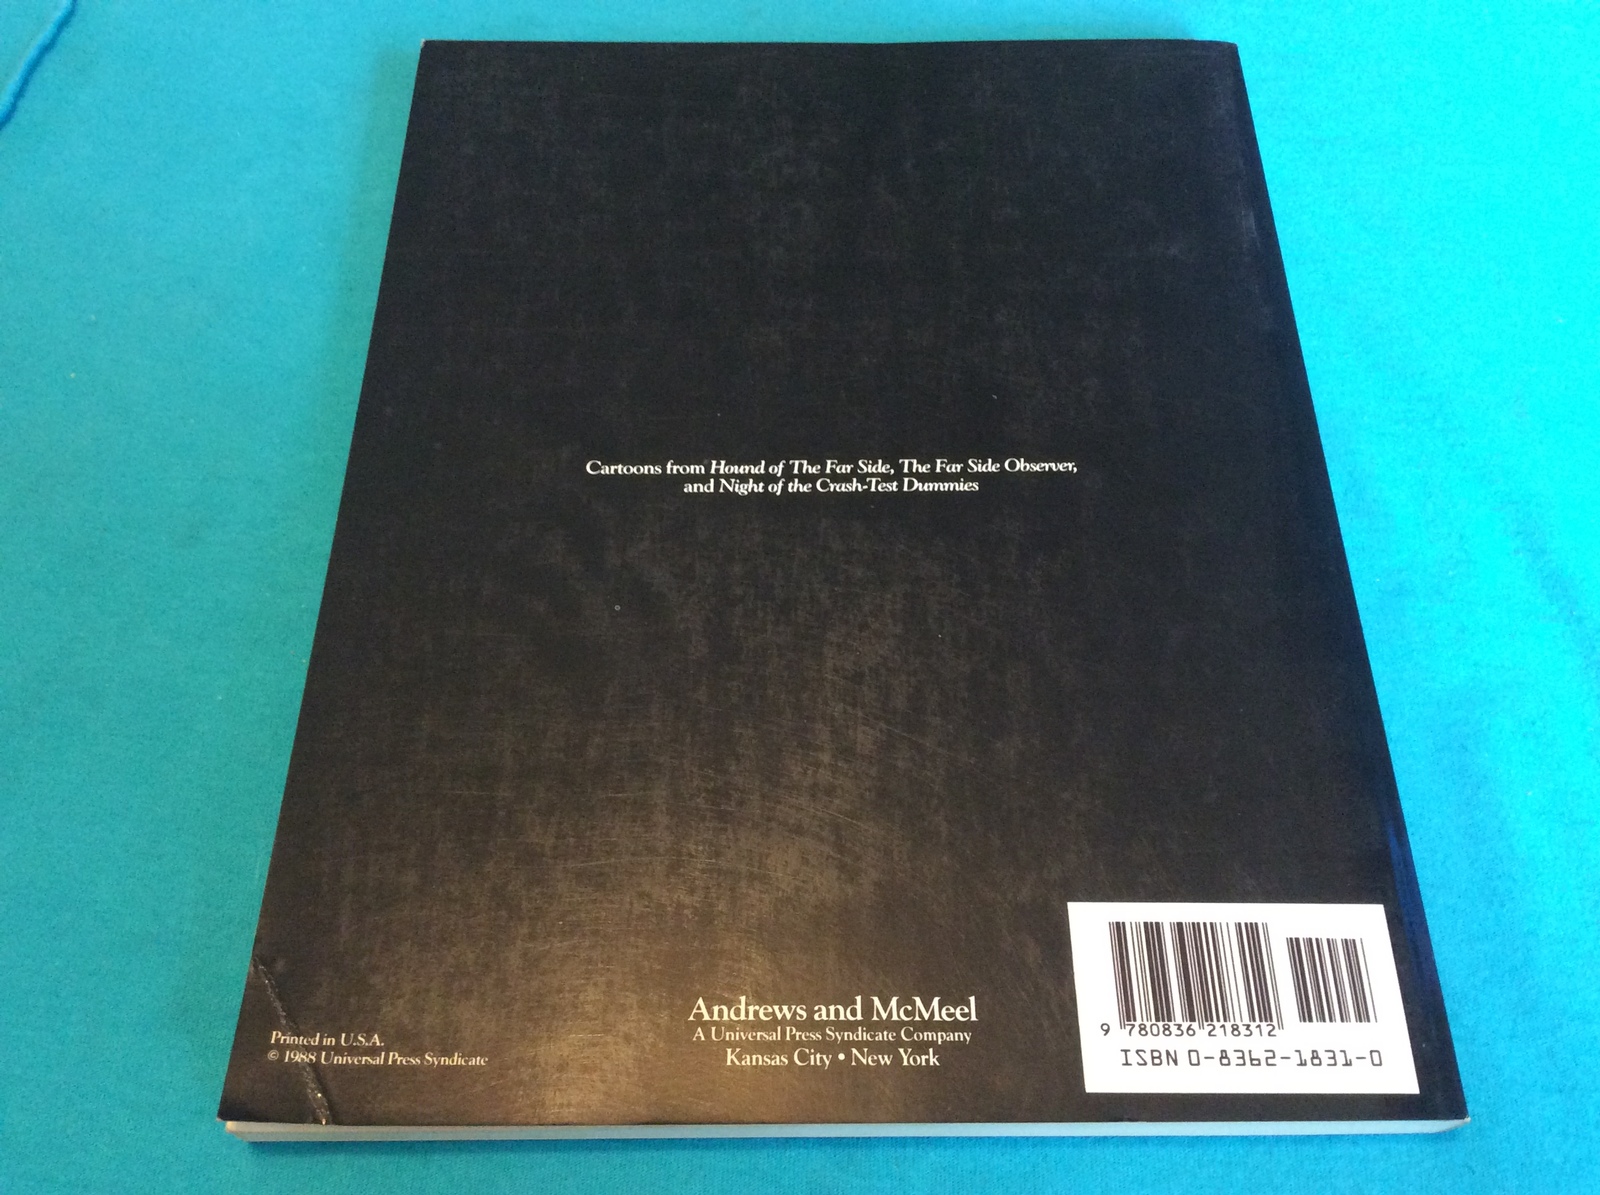 Cartoons from Hound of The Far Side, The Far Side Observer,
and Night of the Crash-Test Dummies
Printed in U.S.A.
© 1988 Universal Press Syndicate
Andrews and McMeel
A Universal Press Syndicate Company
Kansas City • New York
9 780836 218312
ISBN 0-8362-1831-0